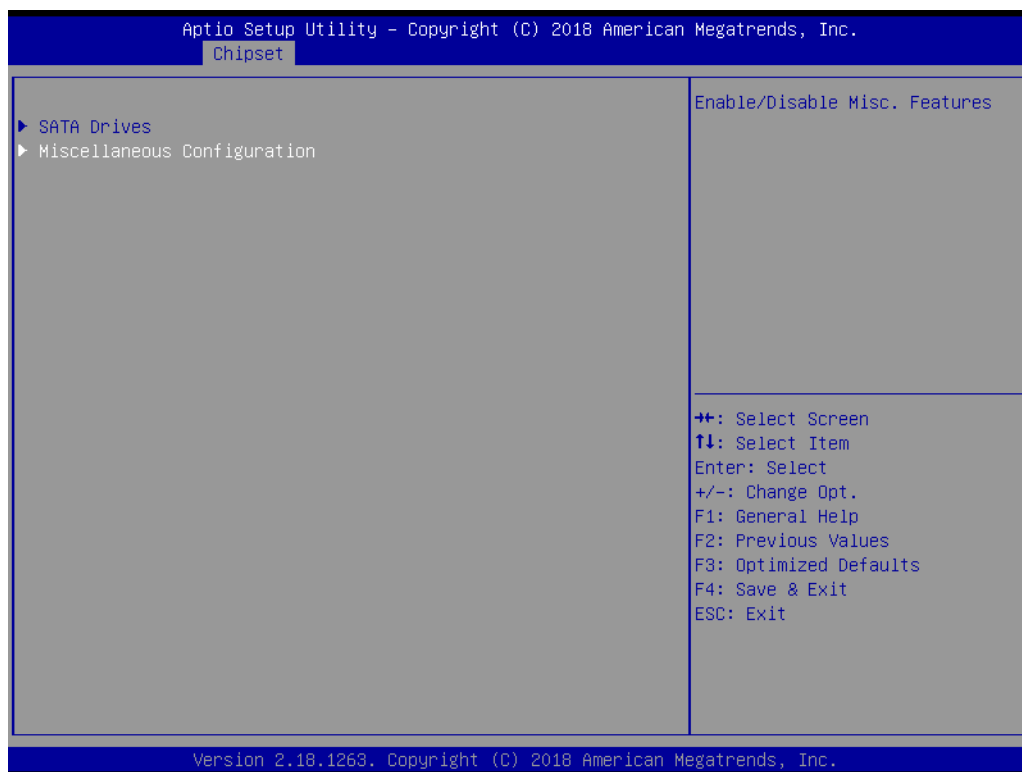 Aptio Setup Utility – Copyright (C) 2018 American Megatrends, Inc.
Chipset
▶ SATA Drives
▶ Miscellaneous Configuration
Enable/Disable Misc. Features
→←: Select Screen
↑↓: Select Item
Enter: Select
+/-: Change Opt.
F1: General Help
F2: Previous Values
F3: Optimized Defaults
F4: Save & Exit
ESC: Exit
Version 2.18.1263. Copyright (C) 2018 American Megatrends, Inc.